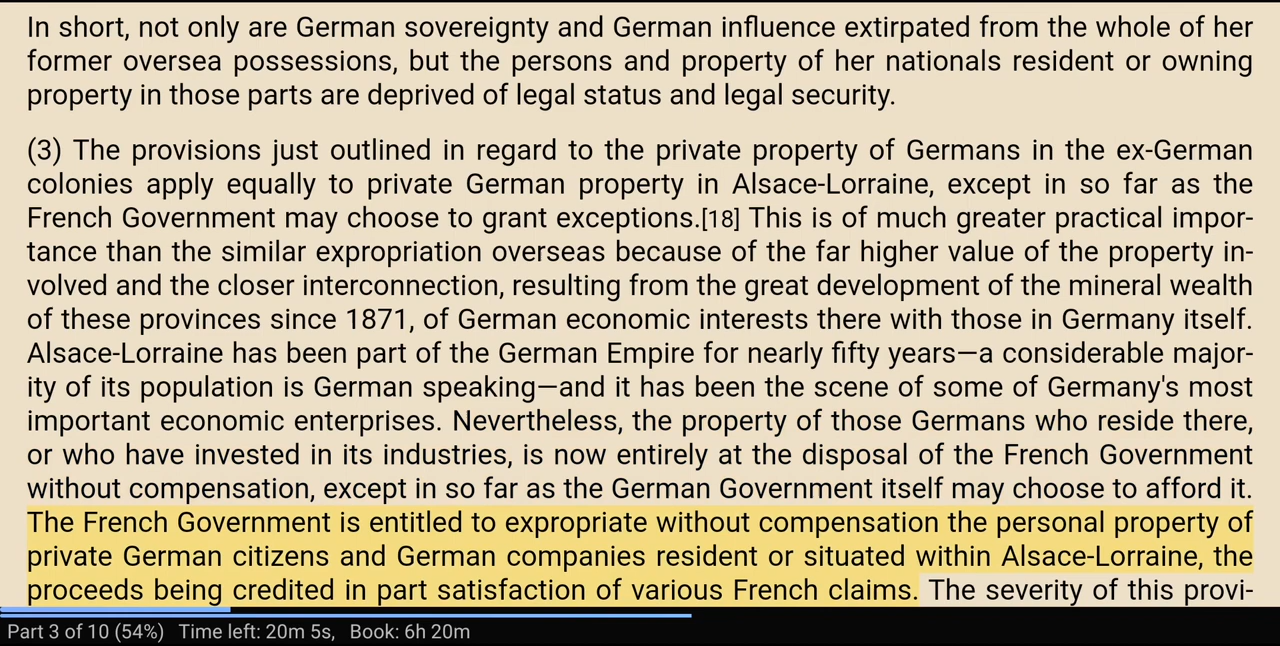 In short, not only are German sovereignty and German influence extirpated from the whole of her
former oversea possessions, but the persons and property of her nationals resident or owning
property in those parts are deprived of legal status and legal security.
(3) The provisions just outlined in regard to the private property of Germans in the ex-German
colonies apply equally to private German property in Alsace-Lorraine, except in so far as the
French Government may choose to grant exceptions.[18] This is of much greater practical impor-
tance than the similar expropriation overseas because of the far higher value of the property in-
volved and the closer interconnection, resulting from the great development of the mineral wealth
of these provinces since 1871, of German economic interests there with those in Germany itself.
Alsace-Lorraine has been part of the German Empire for nearly fifty years—a considerable major-
ity of its population is German speaking—and it has been the scene of some of Germany's most
important economic enterprises. Nevertheless, the property of those Germans who reside there,
or who have invested in its industries, is now entirely at the disposal of the French Government
without compensation, except in so far as the German Government itself may choose to afford it.
The French Government is entitled to expropriate without compensation the personal property of
private German citizens and German companies resident or situated within Alsace-Lorraine, the
proceeds being credited in part satisfaction of various French claims. The severity of this provi-
Part 3 of 10 (54%) Time left: 20m 5s, Book: 6h 20m